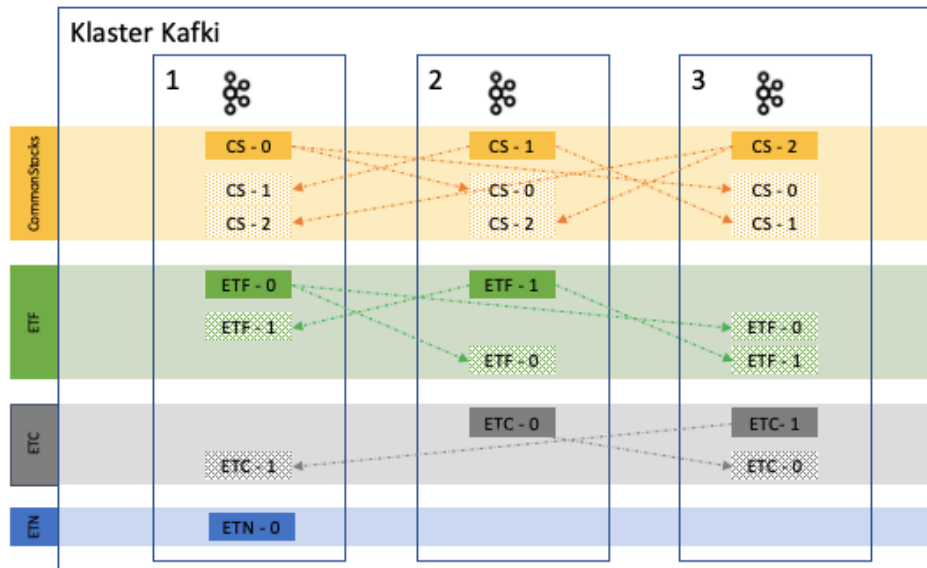 Klaster Kafki
1 2 3
CommonStocks
CS - 0 CS - 1 CS - 2
CS - 1 CS - 0 CS - 0
CS - 2 CS - 2 CS - 1
ETF
ETF - 0 ETF - 1
ETF - 1 ETF - 0
ETF - 0 ETF - 1
ETC
ETC - 0 ETC- 1
ETC - 1 ETC - 0
ETN
ETN - 0